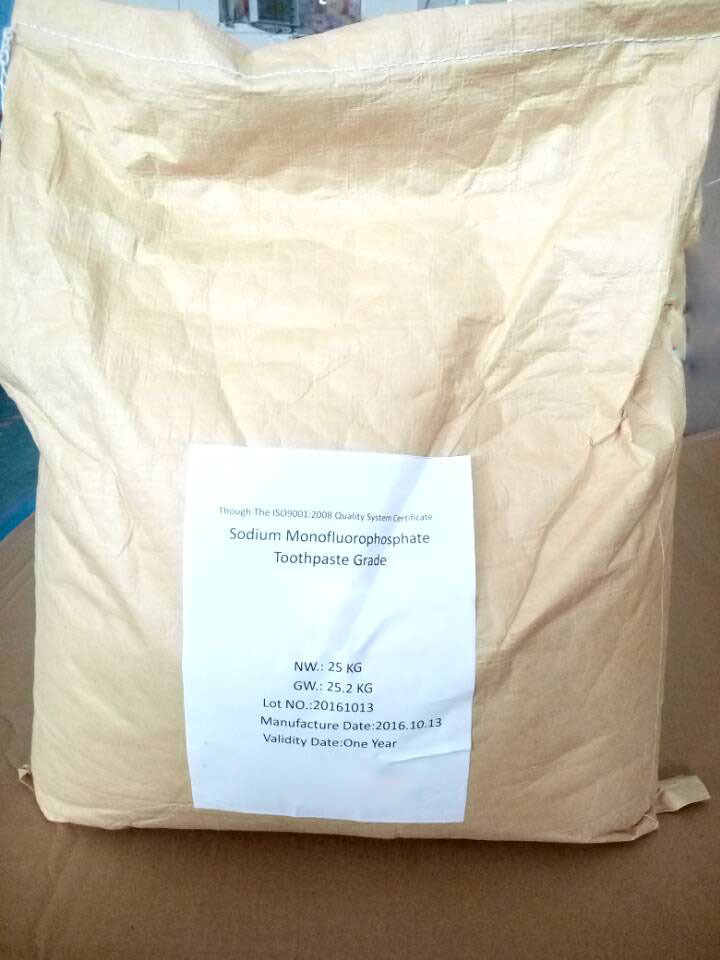 Though The ISO9001:2008 Quality System Certificate
Sodium Monofluorophosphate
Toothpaste Grade
NW.: 25 KG
GW.: 25.2 KG
Lot NO.:20161013
Manufacture Date:2016.10.13
Validity Date:One Year